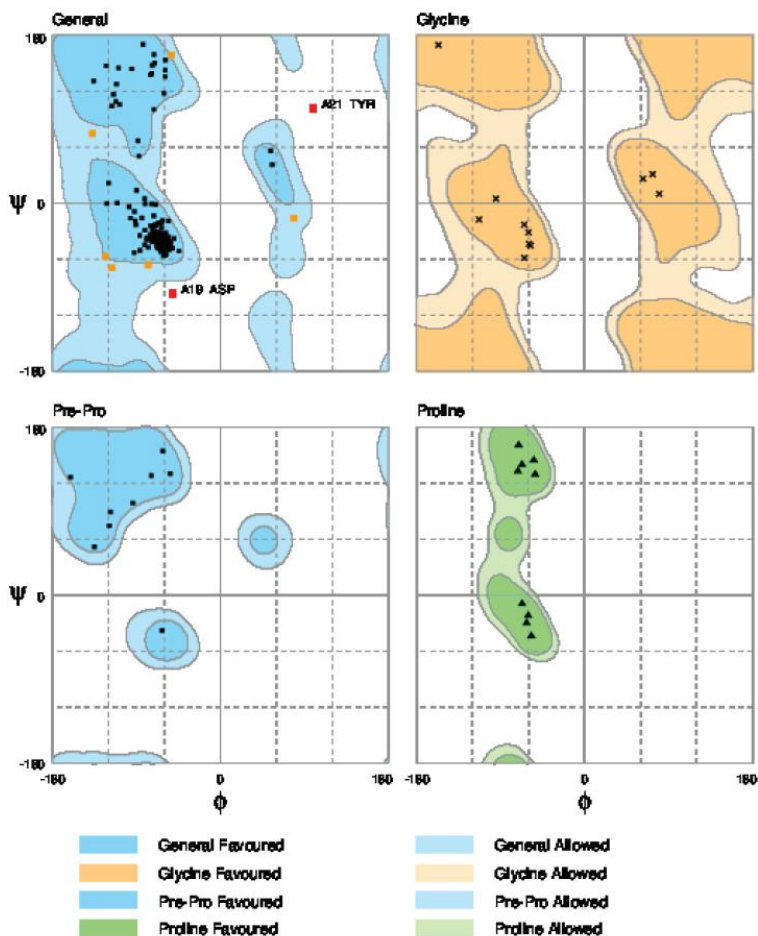 General
Glycine
180
A21 TYR
Ψ
0
A19 ASP
-180
Pre-Pro
Proline
180
Ψ
0
-180
-180
0
180
-180
0
180
Φ
Φ
General Favoured
General Allowed
Glycine Favoured
Glycine Allowed
Pre-Pro Favoured
Pre-Pro Allowed
Proline Favoured
Proline Allowed